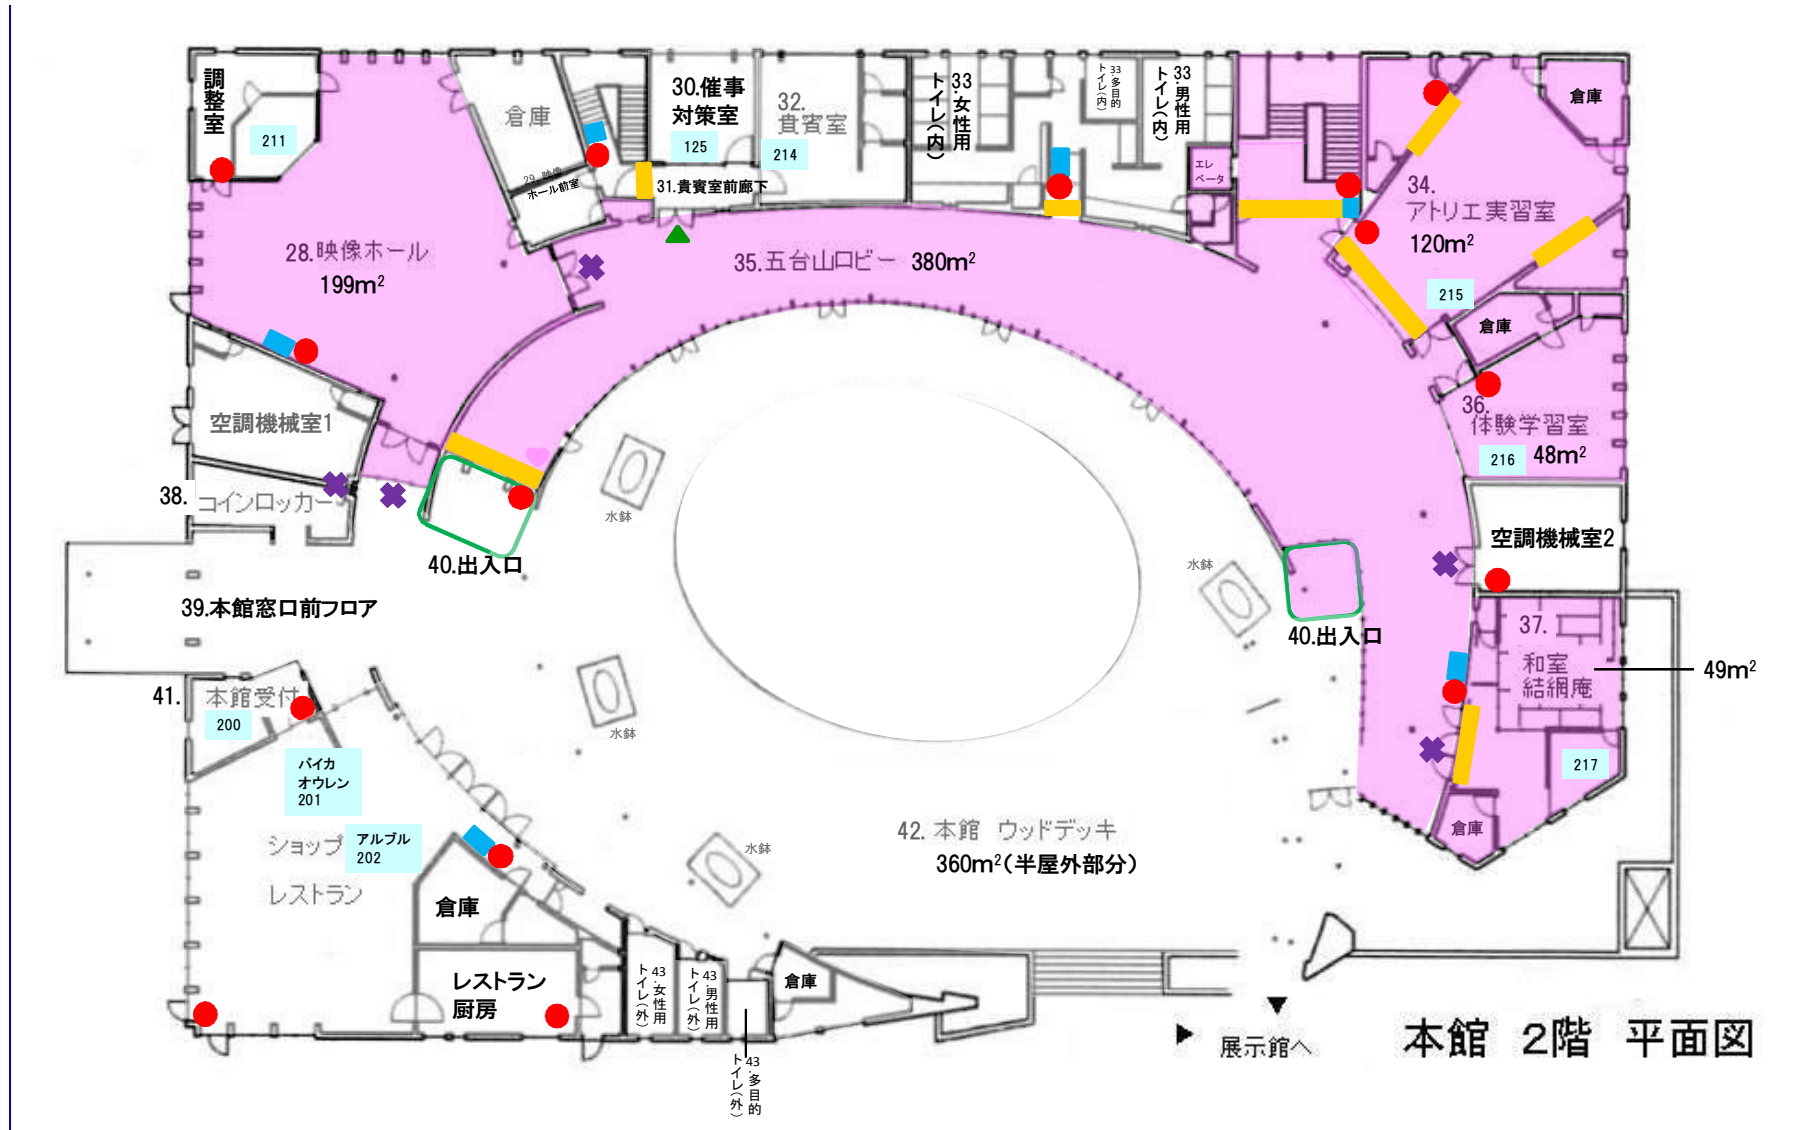 調整室
211
倉庫
30.催事
対策室
125
32.
貴賓室
214
33.女性用
トイレ(内)
33.多目的
トイレ(内)
33.男性用
トイレ(内)
エレ
ベータ
倉庫
29.映像
ホール前室
31.貴賓室前廊下
34.
アトリエ実習室
120m²
215
28.映像ホール
199m²
35.五台山ロビー 380m²
倉庫
36.
体験学習室
216
48m²
空調機械室1
38.
コインロッカー
水鉢
空調機械室2
40.出入口
水鉢
39.本館窓口前フロア
40.出入口
37.
和室
結網庵
49m²
41.
本館受付
200
水鉢
バイカ
オウレン
201
217
ショップ
アルブル
202
レストラン
水鉢
42.本館 ウッドデッキ
360m²(半屋外部分)
倉庫
倉庫
レストラン
厨房
43.女性用
トイレ(外)
43.男性用
トイレ(外)
倉庫
43.多目的
トイレ(外)
展示館へ
本館 2階 平面図